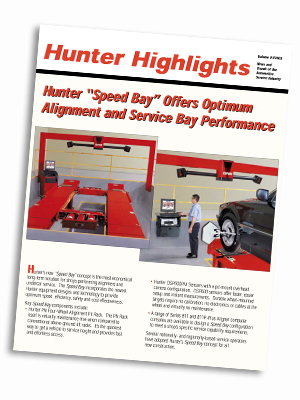 Hunter Highlights
News and
Trends of the
Automotive
Service Industry
Hunter “Speed Bay” Offers Optimum
Alignment and Service Bay Performance
Hunter's new "Speed Bay" concept is the most economical
long-term solution for shops performing alignment and
undercar service. The Speed Bay incorporates the newest
Hunter equipment designs and technology to provide
optimum speed, efficiency, safety and cost-effectiveness.
Key Speed Bay components include:
• Hunter Pit Four-Wheel Alignment Pit Rack. The Pit Rack
itself is virtually maintenance free when compared to
conventional above-ground lift racks. It's the quickest
way to get a vehicle to service height and provides fast
and effortless access.
• Hunter DSP600 Sensors with a pit-mount overhead
camera configuration. DSP600 sensors offer faster, easier
setup and instant measurements. Durable wheel-mounted
targets require no calibration, no electronics or cables at the
wheel and virtually no maintenance.
• A range of Series 811 and 611 Aligner computer
consoles are available to design a Speed Bay configuration
to meet a shop's specific service capability requirements.
Several nationally- and regionally-based service operations
have adopted Hunter's Speed Bay concept for all
new construction.